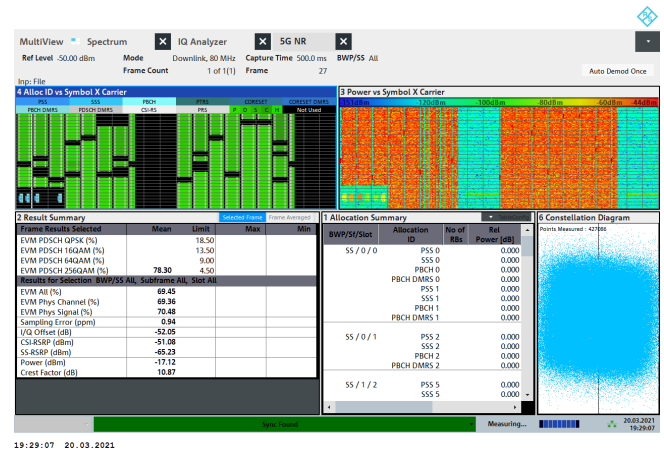 MultiView Spectrum X IQ Analyzer X 5G NR X
Ref Level -50.00 dBm Mode Downlink, 80 MHz Capture Time 500.0 ms BWP/SS All
Frame Count 1 of 1(1) Frame 27
Auto Demod Once
Inp: File
4 Alloc ID vs Symbol X Carrier
PSS SSS PBCH PTRS CORESET CORESET DMRS
PBCH DMRS PDSCH DMRS CSI-RS PRS P D S C H Not Used
3 Power vs Symbol X Carrier
-120dBm -100dBm -80dBm -60dBm -44dBm
2 Result Summary Selected Frame Frame Averaged
Frame Results Selected Mean Limit Max Min
EVM PDSCH QPSK (%) 18.50
EVM PDSCH 16QAM (%) 13.50
EVM PDSCH 64QAM (%) 9.00
EVM PDSCH 256QAM (%) 78.30 4.50
Results for Selection BWP/SS All, Subframe All, Slot All
EVM All (%) 69.45
EVM Phys Channel (%) 69.36
EVM Phys Signal (%) 70.48
Sampling Error (ppm) 0.94
I/Q Offset (dB) -52.05
CSI-RSRP (dBm) -51.08
SS-RSRP (dBm) -65.23
Power (dBm) -17.12
Crest Factor (dB) 10.87
1 Allocation Summary
BWP/Sf/Slot Allocation ID No of RBs Rel Power [dB]
SS / 0 / 0 PSS 0 0.000
SSS 0 0.000
PBCH 0 0.000
PBCH DMRS 0 0.000
PSS 1 0.000
SSS 1 0.000
PBCH 1 0.000
PBCH DMRS 1 0.000
SS / 0 / 1 PSS 2 0.000
SSS 2 0.000
PBCH 2 0.000
PBCH DMRS 2 0.000
SS / 1 / 2 PSS 5 0.000
SSS 5 0.000
6 Constellation Diagram
Points Measured : 427086
Sync Found Measuring... 20.03.2021
19:29:07
19:29:07 20.03.2021